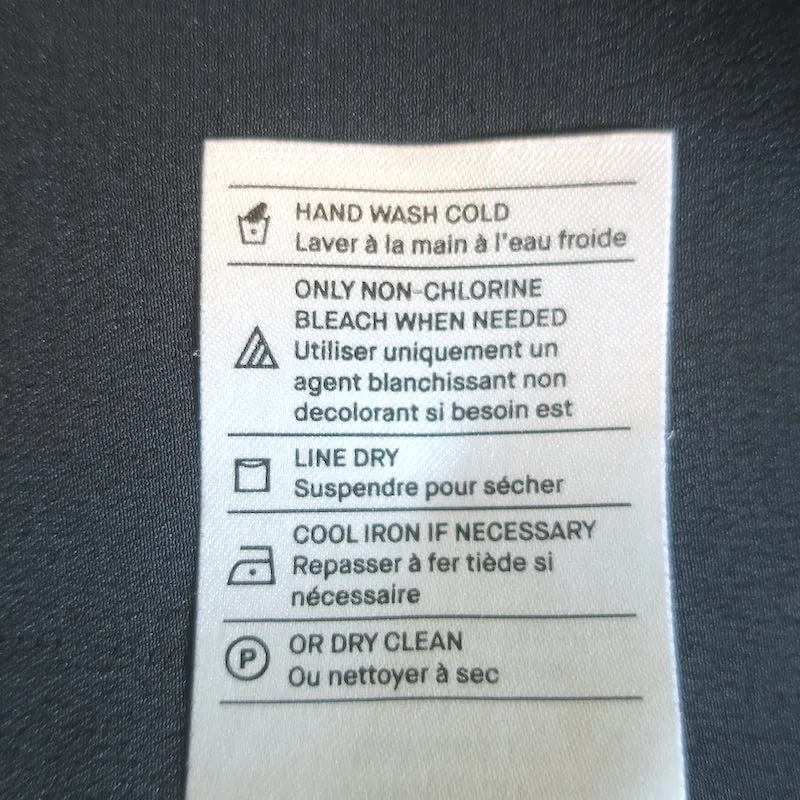 HAND WASH COLD
Laver à la main à l'eau froide
ONLY NON-CHLORINE
BLEACH WHEN NEEDED
Utiliser uniquement un
agent blanchissant non
decolorant si besoin est
LINE DRY
Suspendre pour sécher
COOL IRON IF NECESSARY
Repasser à fer tiède si
nécessaire
P
OR DRY CLEAN
Ou nettoyer à sec